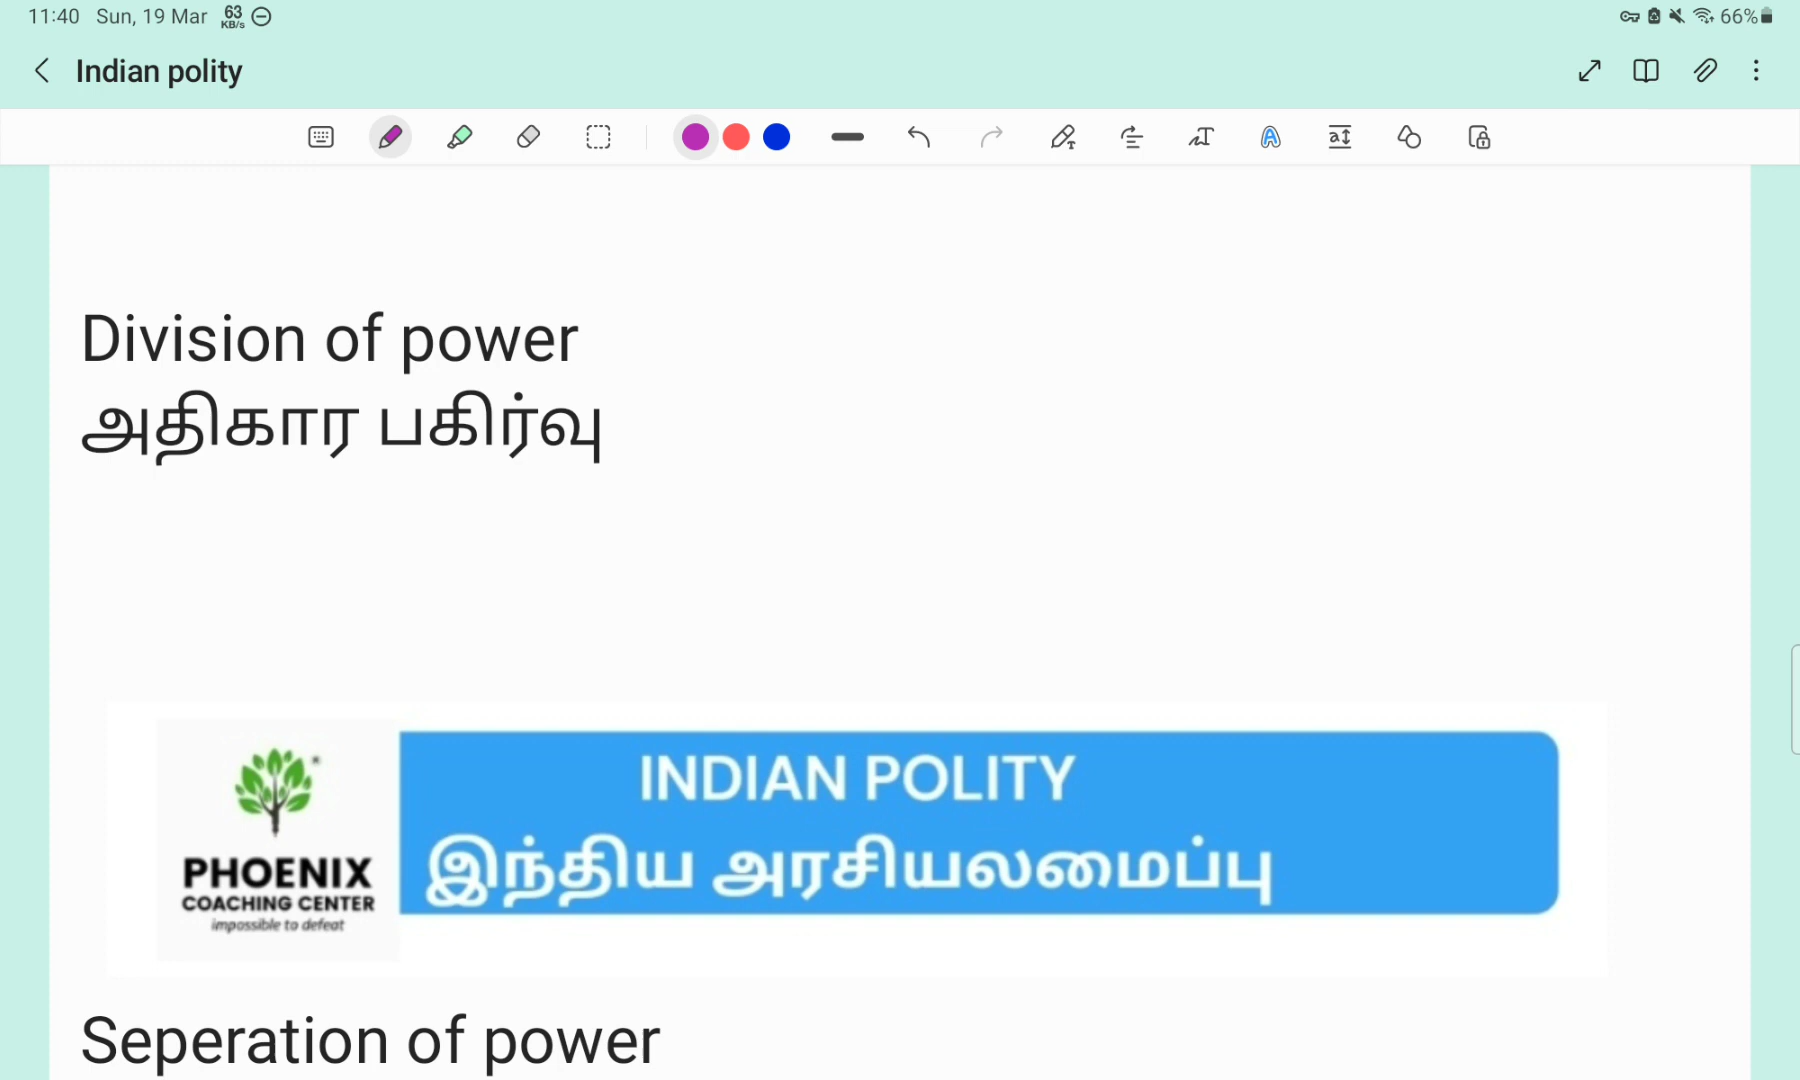 11:40 Sun, 19 Mar 63 KB/s 66%
Indian polity
Division of power
அதிகார பகிர்வு
INDIAN POLITY
இந்திய அரசியலமைப்பு
PHOENIX
COACHING CENTER
impossible to defeat
Seperation of power